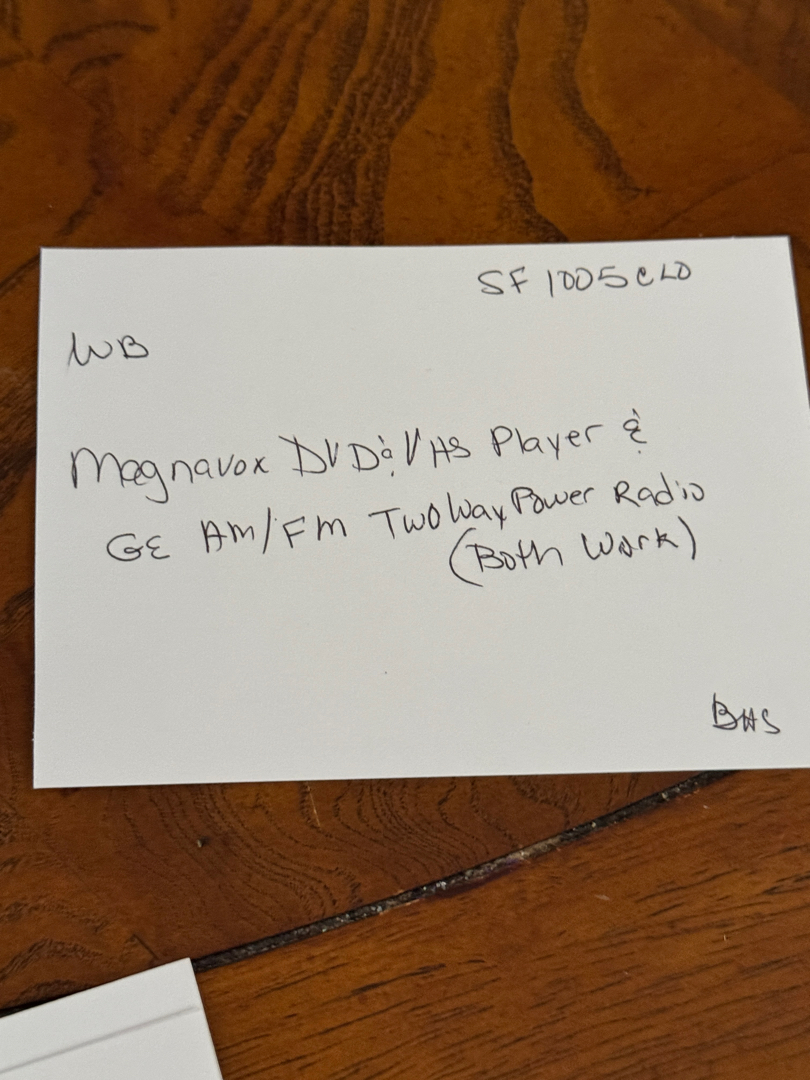 SF 1005CLD
WB
Magnavox DVD & VHS Player &
GE AM/FM Two Way Power Radio
(Both Work)
BHS